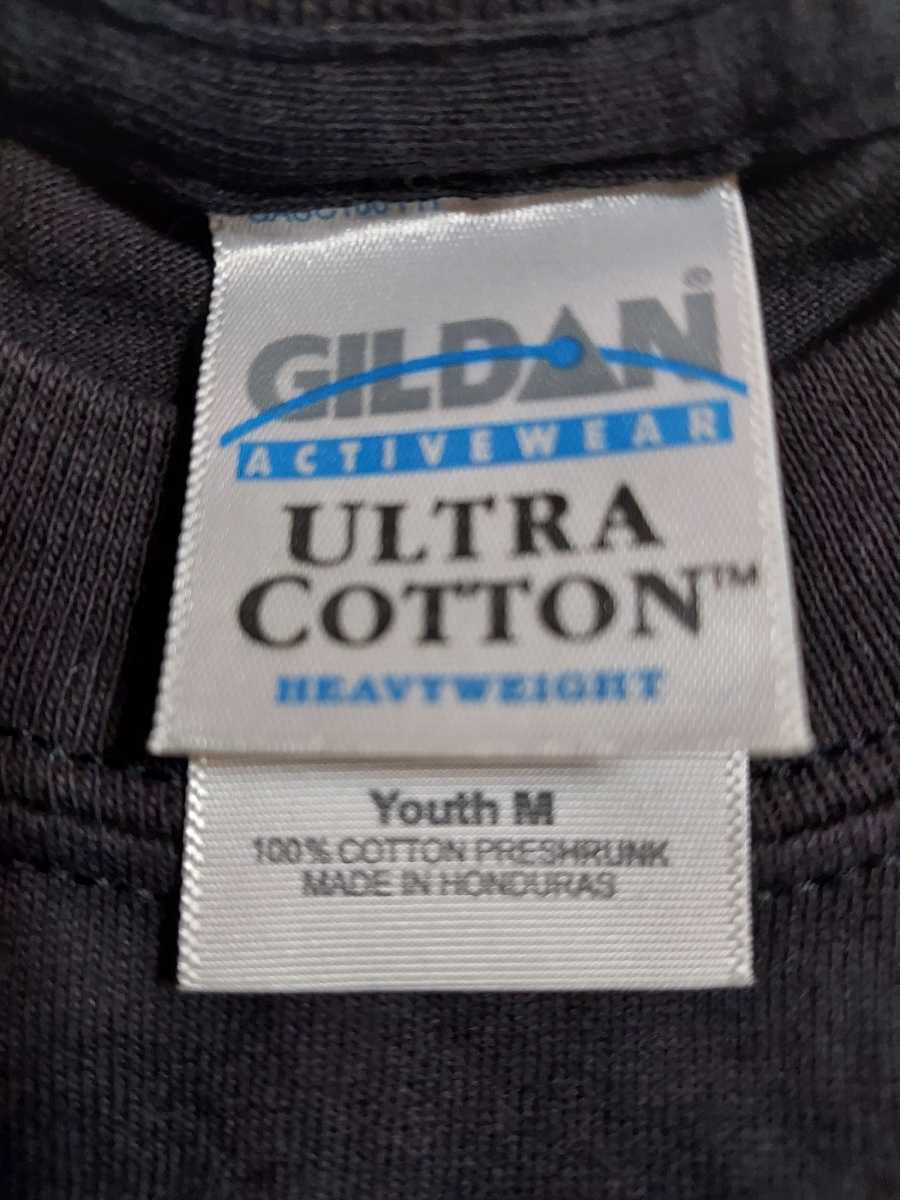 GILDAN®
ACTIVEWEAR
ULTRA
COTTON™
HEAVYWEIGHT
Youth M
100% COTTON PRESHRUNK
MADE IN HONDURAS